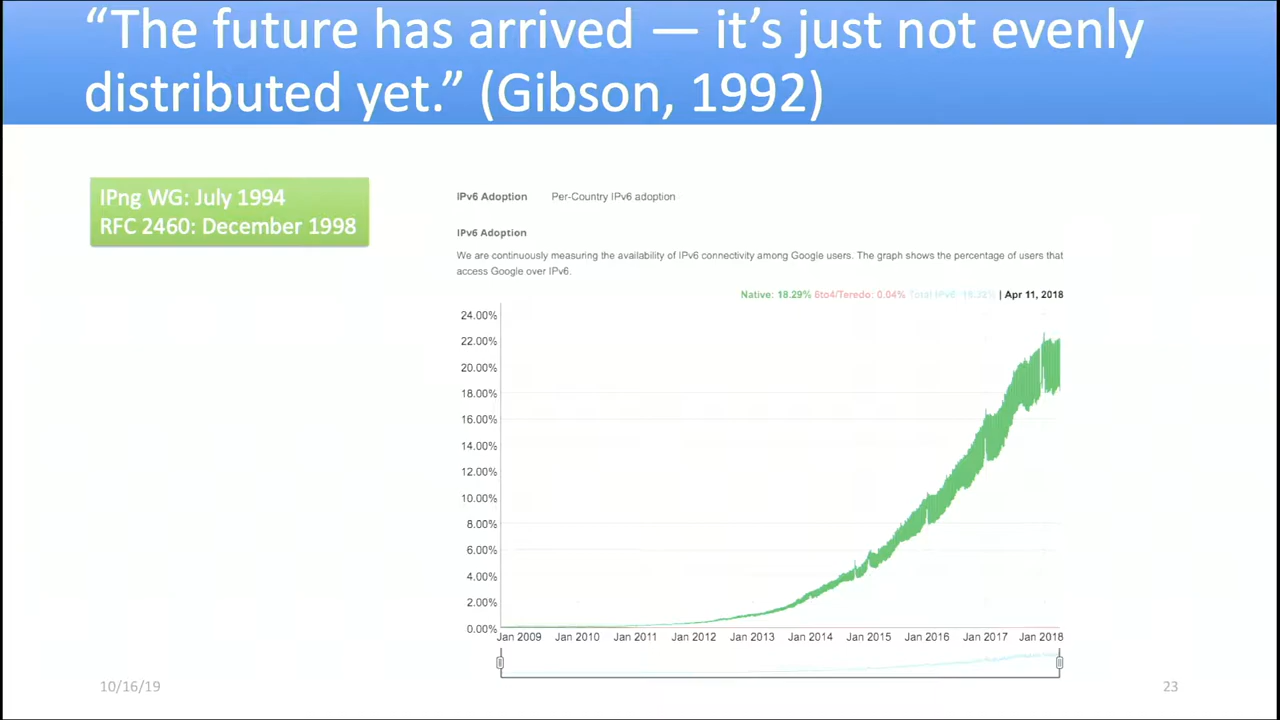 “The future has arrived — it’s just not evenly
distributed yet.” (Gibson, 1992)
IPng WG: July 1994
RFC 2460: December 1998
IPv6 Adoption Per-Country IPv6 adoption
IPv6 Adoption
We are continuously measuring the availability of IPv6 connectivity among Google users. The graph shows the percentage of users that
access Google over IPv6.
Native: 18.29% 6to4/Teredo: 0.04% Total IPv6: | Apr 11, 2018
24.00%
22.00%
20.00%
18.00%
16.00%
14.00%
12.00%
10.00%
8.00%
6.00%
4.00%
2.00%
0.00%
Jan 2009 Jan 2010 Jan 2011 Jan 2012 Jan 2013 Jan 2014 Jan 2015 Jan 2016 Jan 2017 Jan 2018
10/16/19
23